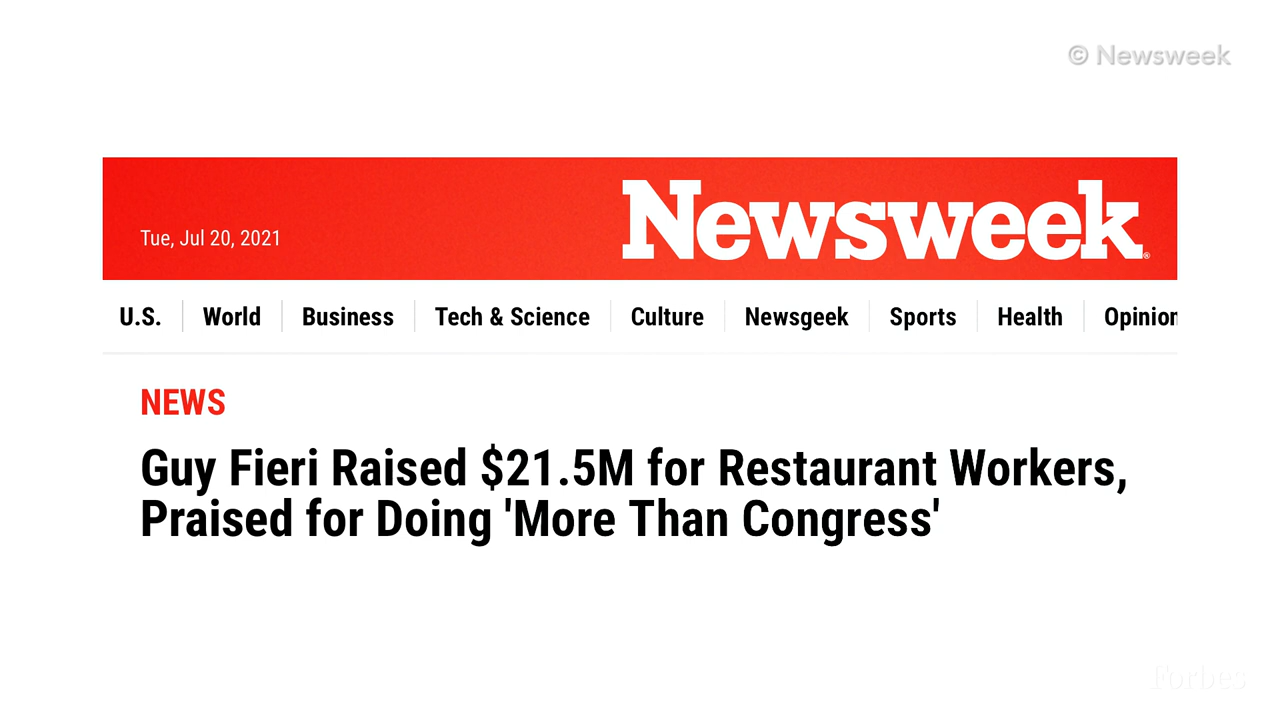 © Newsweek
Tue, Jul 20, 2021
Newsweek®
U.S. World Business Tech & Science Culture Newsgeek Sports Health Opinion
NEWS
Guy Fieri Raised $21.5M for Restaurant Workers,
Praised for Doing 'More Than Congress'
Forbes